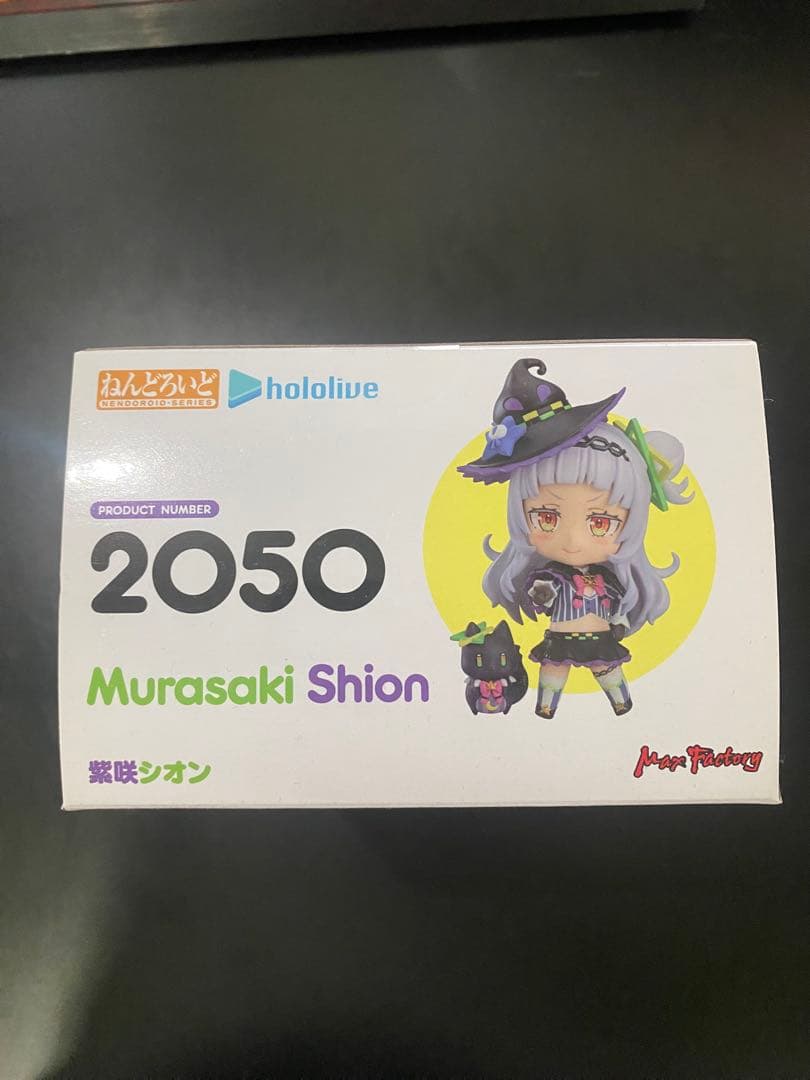 ねんどろいど
NENDOROID·SERIES
hololive
PRODUCT NUMBER
2050
Murasaki Shion
紫咲シオン
Max Factory